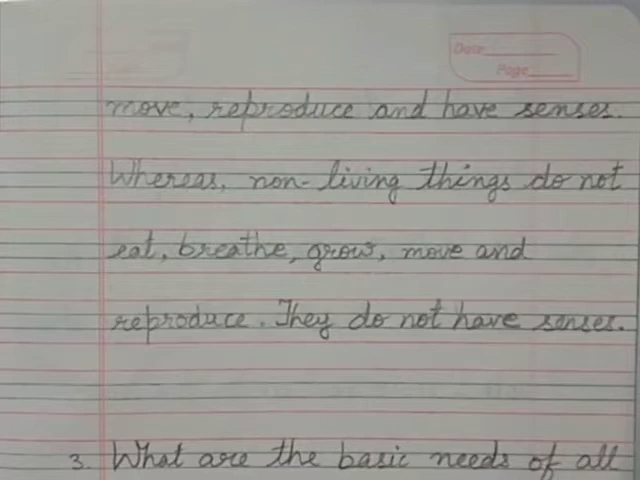 Date
Page
move, reproduce and have senses.
Whereas, non-living things do not
eat, breathe, grow, move and
reproduce. They do not have senses.
3. What are the basic needs of all